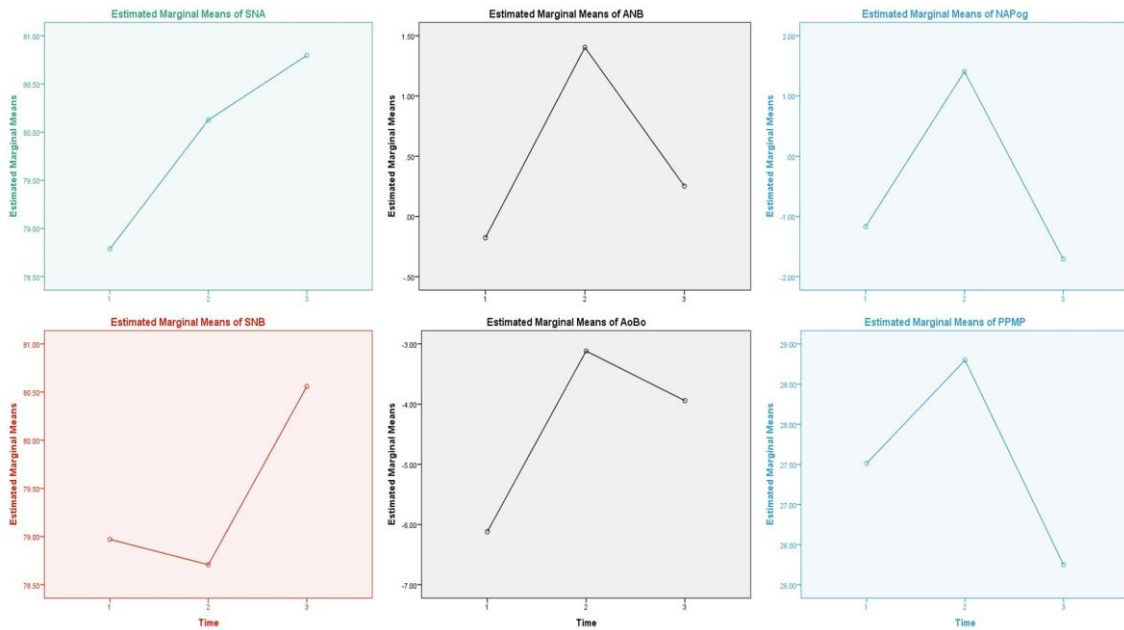 Estimated Marginal Means of SNA
Estimated Marginal Means
81.00
80.50
80.00
79.50
79.00
78.50
1 2 3
Estimated Marginal Means of ANB
Estimated Marginal Means
1.50
1.00
.50
.00
-.50
1 2 3
Estimated Marginal Means of NAPog
Estimated Marginal Means
2.00
1.00
.00
-1.00
-2.00
1 2 3
Estimated Marginal Means of SNB
Estimated Marginal Means
81.00
80.50
80.00
79.50
79.00
78.50
1 2 3
Time
Estimated Marginal Means of AoBo
Estimated Marginal Means
-3.00
-4.00
-5.00
-6.00
-7.00
1 2 3
Time
Estimated Marginal Means of PPMP
Estimated Marginal Means
29.00
28.50
28.00
27.50
27.00
26.50
26.00
1 2 3
Time